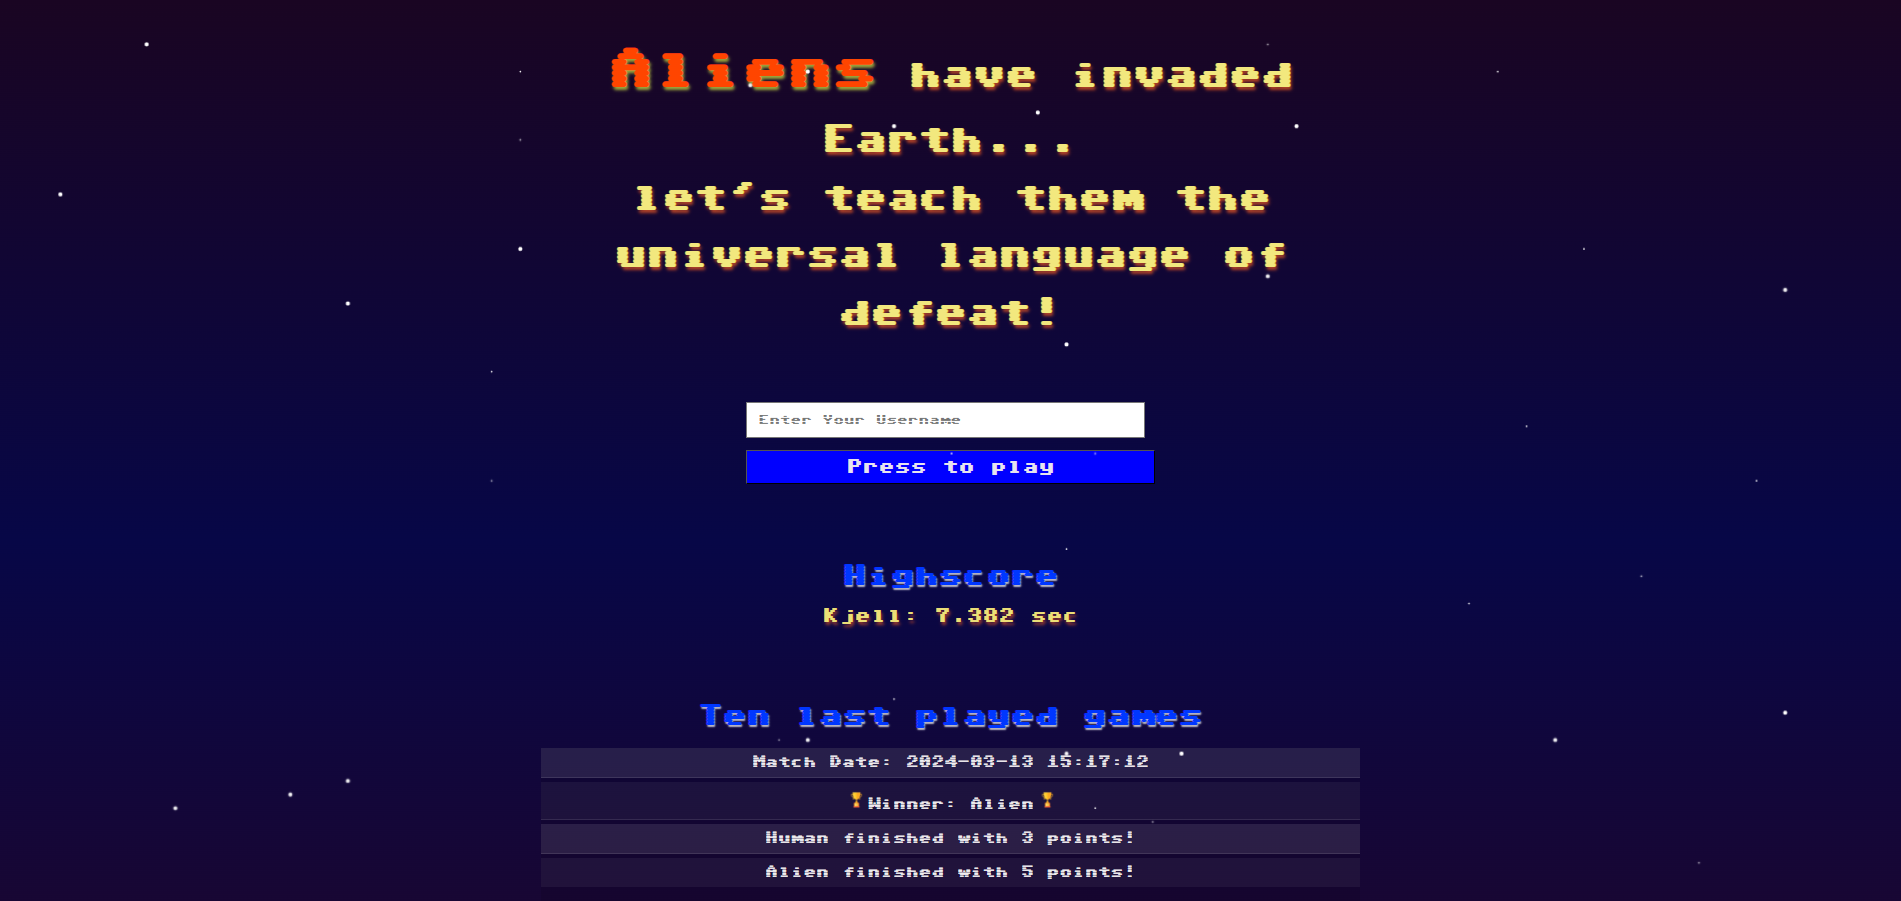 Aliens have invaded
Earth...
let's teach them the
universal language of
defeat!
Enter Your Username
Press to play
Highscore
Kjell: 7.382 sec
Ten last played games
Match Date: 2024-03-13 15:17:12
🏆Winner: Alien🏆
Human finished with 3 points!
Alien finished with 5 points!